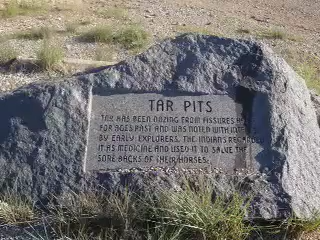 TAR PITS
TAR HAS BEEN OOZING FROM FISSURES
FOR AGES PAST AND WAS NOTED WITH
BY EARLY EXPLORERS. THE INDIANS REGARDED
IT AS MEDICINE AND USED IT TO SALVE THE
SORE BACKS OF THEIR HORSES.